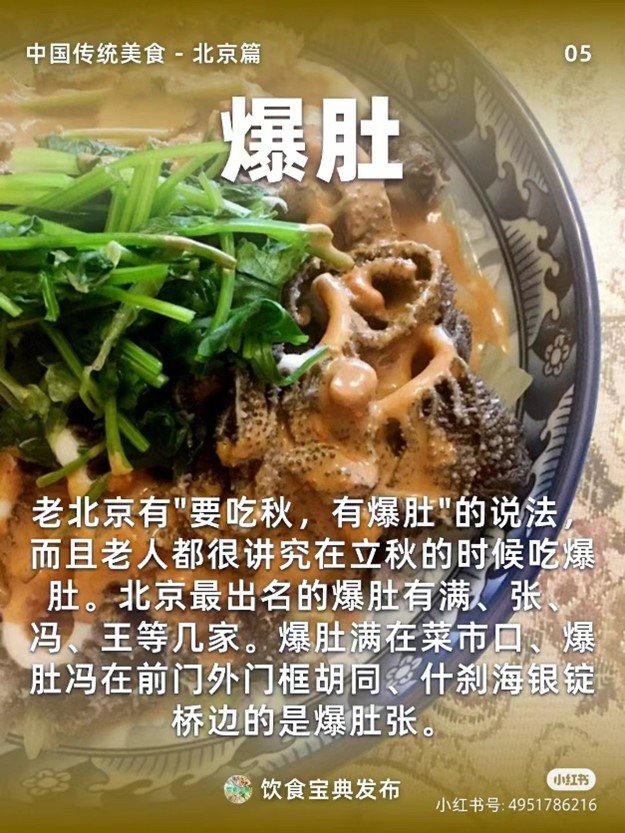 中国传统美食 - 北京篇
05
爆肚
老北京有"要吃秋，有爆肚"的说法，
而且老人都很讲究在立秋的时候吃爆
肚。北京最出名的爆肚有满、张、
冯、王等几家。爆肚满在菜市口、爆
肚冯在前门外门框胡同、什刹海银锭
桥边的是爆肚张。
饮食宝典发布
小红书
小红书号: 4951786216